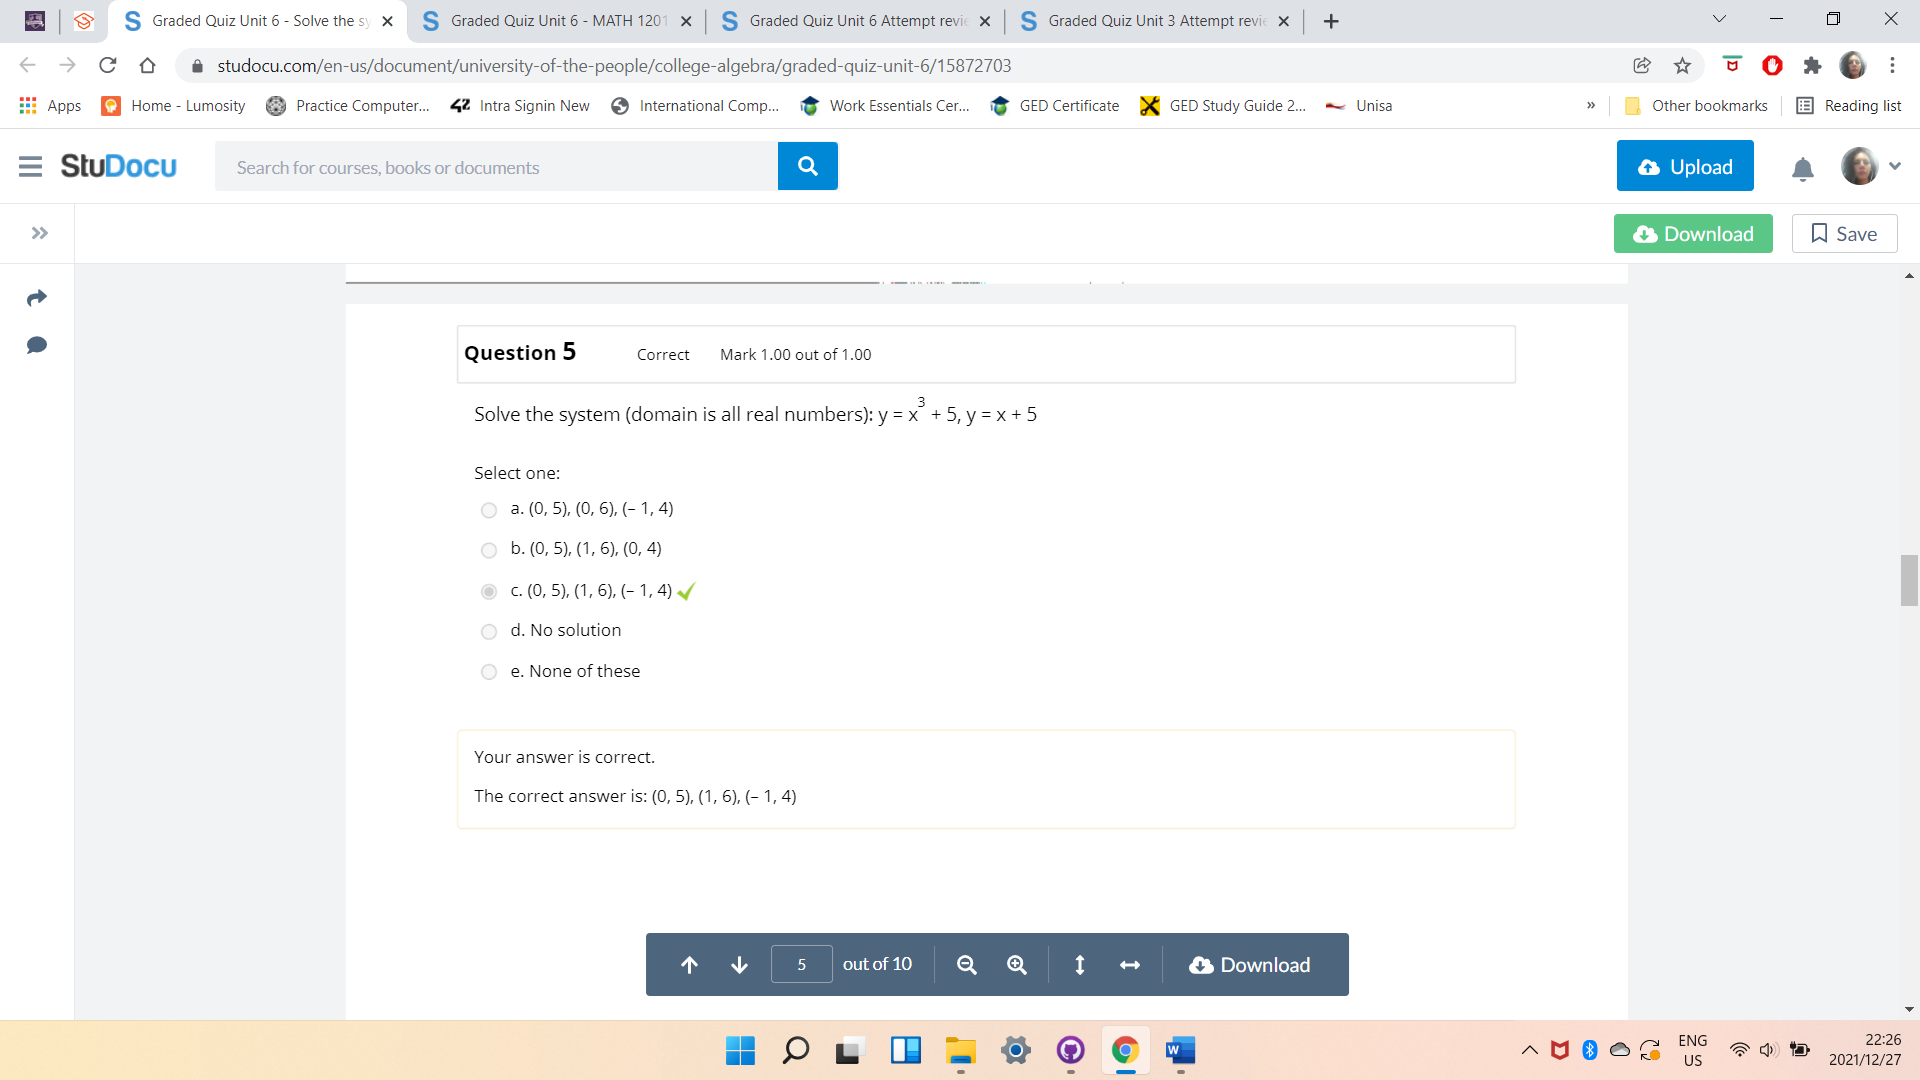 Graded Quiz Unit 6 - Solve the sy
Graded Quiz Unit 6 - MATH 1201
Graded Quiz Unit 6 Attempt revie
Graded Quiz Unit 3 Attempt revie
studocu.com/en-us/document/university-of-the-people/college-algebra/graded-quiz-unit-6/15872703
Apps
Home - Lumosity
Practice Computer...
42 Intra Signin New
International Comp...
Work Essentials Cer...
GED Certificate
GED Study Guide 2...
Unisa
»
Other bookmarks
Reading list
StuDocu
Search for courses, books or documents
Upload
Download
Save
Question 5 Correct Mark 1.00 out of 1.00
Solve the system (domain is all real numbers): y = x³ + 5, y = x + 5
Select one:
a. (0, 5), (0, 6), (– 1, 4)
b. (0, 5), (1, 6), (0, 4)
c. (0, 5), (1, 6), (– 1, 4)
d. No solution
e. None of these
Your answer is correct.
The correct answer is: (0, 5), (1, 6), (– 1, 4)
5 out of 10
Download
ENG
US
22:26
2021/12/27